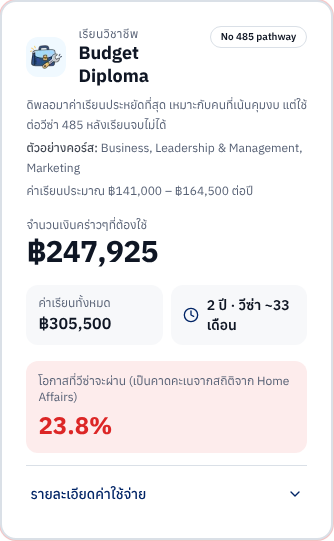 เรียนวิชาชีพ
Budget
Diploma
No 485 pathway
ดิพลอมาค่าเรียนประหยัดที่สุด เหมาะกับคนที่เน้นคุมงบ แต่ใช้
ต่อวีซ่า 485 หลังเรียนจบไม่ได้
ตัวอย่างคอร์ส: Business, Leadership & Management,
Marketing
ค่าเรียนประมาณ ฿141,000 – ฿164,500 ต่อปี
จำนวนเงินคร่าวๆที่ต้องใช้
฿247,925
ค่าเรียนทั้งหมด
฿305,500
2 ปี · วีซ่า ~33
เดือน
โอกาสที่วีซ่าจะผ่าน (เป็นคาดคะเนจากสถิติจาก Home
Affairs)
23.8%
รายละเอียดค่าใช้จ่าย